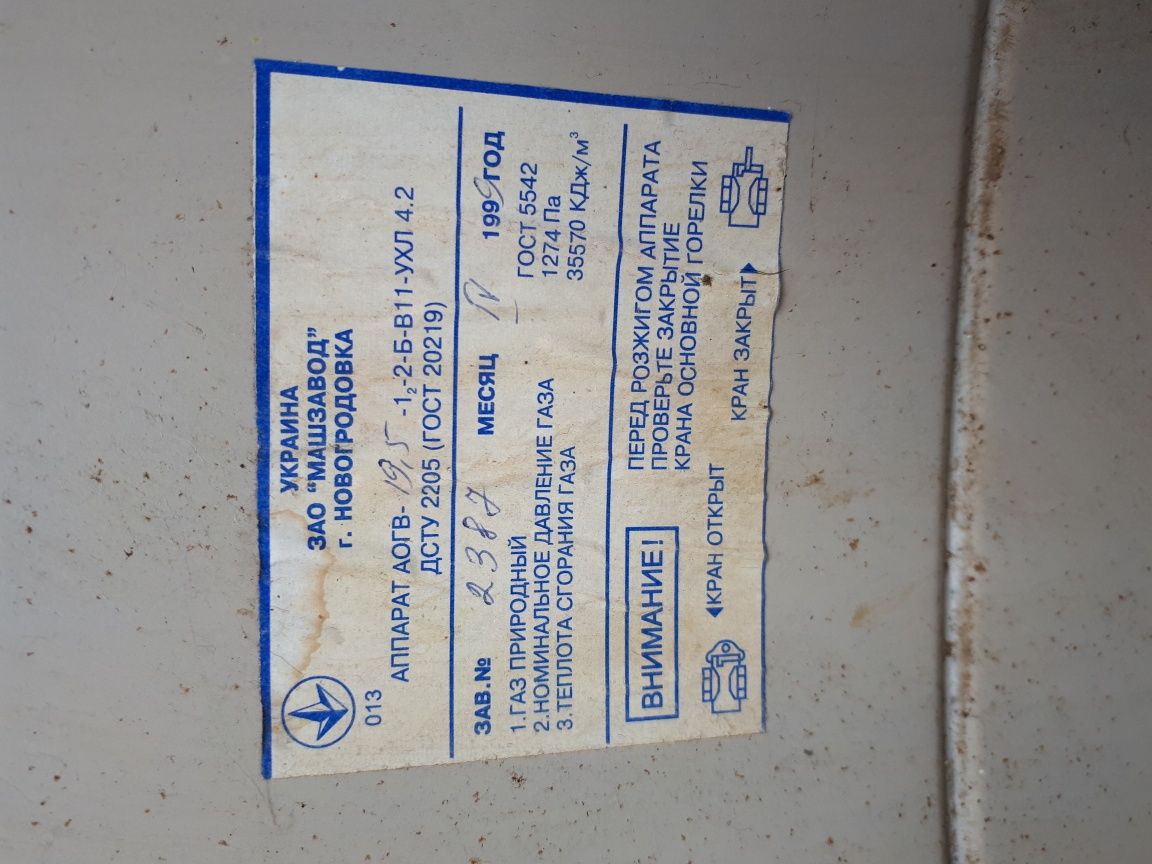 УКРАИНА
ЗАО "МАШЗАВОД"
г. НОВОГРОДОВКА
013
АППАРАТ АОГВ- 19,5 -1₂-2-Б-В11-УХЛ 4.2
ДСТУ 2205 (ГОСТ 20219)
ЗАВ.№ 2387 МЕСЯЦ IV 1999 ГОД
1.ГАЗ ПРИРОДНЫЙ ГОСТ 5542
2.НОМИНАЛЬНОЕ ДАВЛЕНИЕ ГАЗА 1274 Па
3.ТЕПЛОТА СГОРАНИЯ ГАЗА 35570 КДж/м³
ВНИМАНИЕ!
ПЕРЕД РОЗЖИГОМ АППАРАТА
ПРОВЕРЬТЕ ЗАКРЫТИЕ
КРАНА ОСНОВНОЙ ГОРЕЛКИ
КРАН ОТКРЫТ
КРАН ЗАКРЫТ